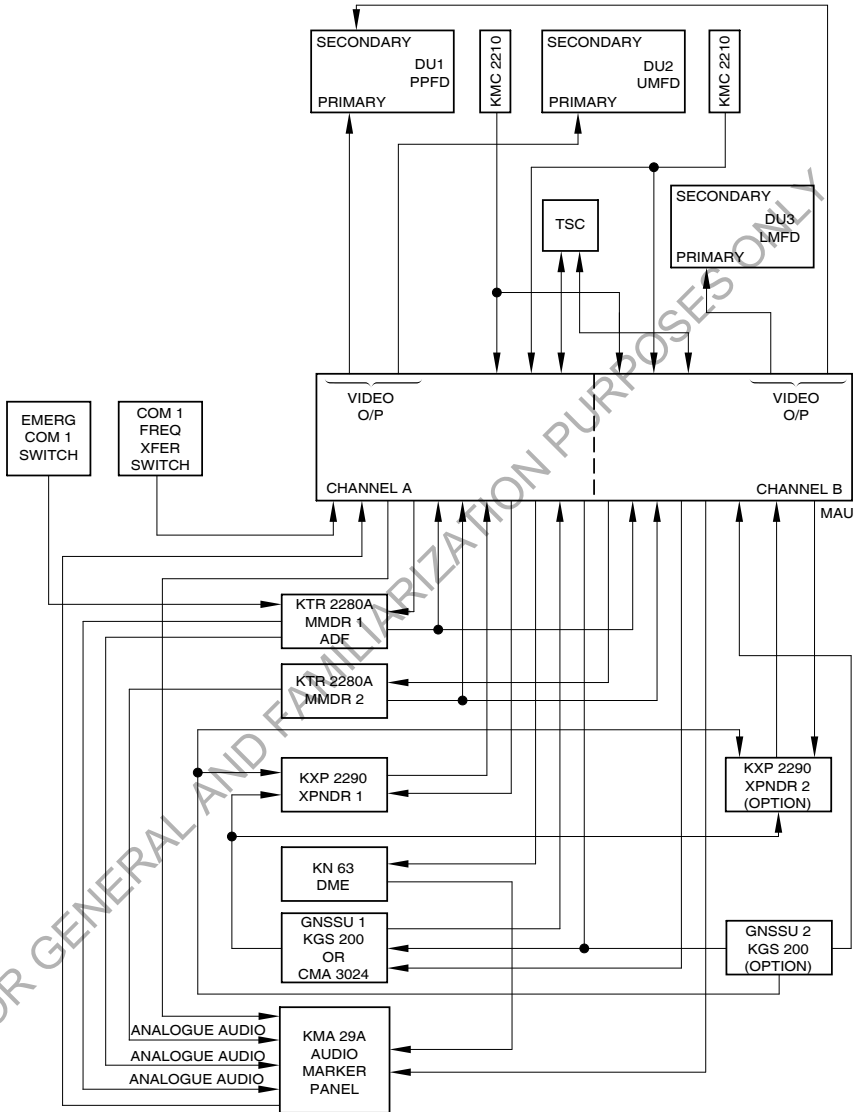 SECONDARY
DU1
PPFD
PRIMARY
KMC 2210
SECONDARY
DU2
UMFD
PRIMARY
KMC 2210
TSC
SECONDARY
DU3
LMFD
PRIMARY
EMERG
COM 1
SWITCH
COM 1
FREQ
XFER
SWITCH
VIDEO
O/P
VIDEO
O/P
CHANNEL A
CHANNEL B
MAU
KTR 2280A
MMDR 1
ADF
KTR 2280A
MMDR 2
KXP 2290
XPNDR 1
KXP 2290
XPNDR 2
(OPTION)
KN 63
DME
GNSSU 1
KGS 200
OR
CMA 3024
GNSSU 2
KGS 200
(OPTION)
ANALOGUE AUDIO
ANALOGUE AUDIO
ANALOGUE AUDIO
KMA 29A
AUDIO
MARKER
PANEL
FOR GENERAL AND FAMILIARIZATION PURPOSES ONLY